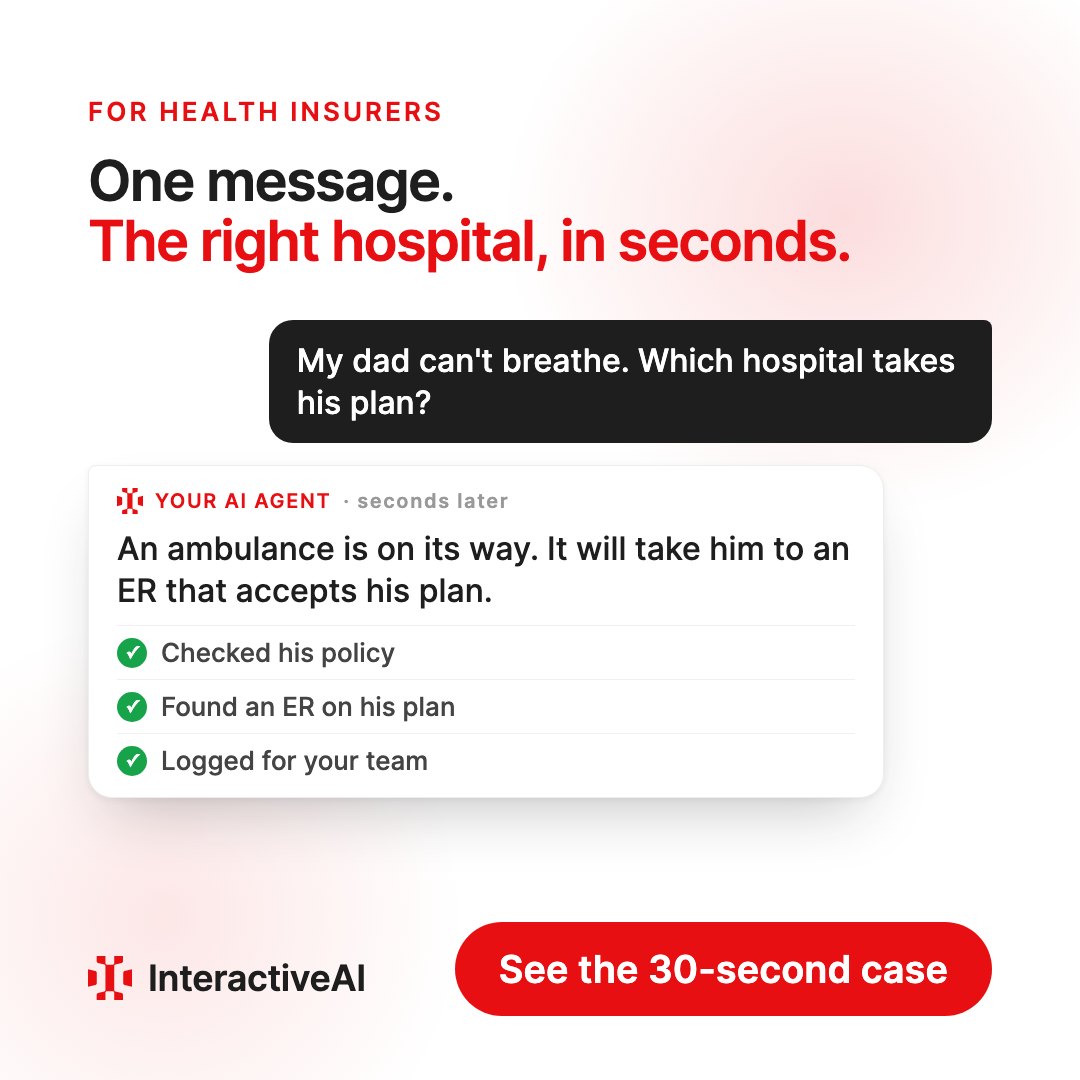 FOR HEALTH INSURERS
One message.
The right hospital, in seconds.
My dad can't breathe. Which hospital takes
his plan?
YOUR AI AGENT · seconds later
An ambulance is on its way. It will take him to an
ER that accepts his plan.
Checked his policy
Found an ER on his plan
Logged for your team
InteractiveAI
See the 30-second case